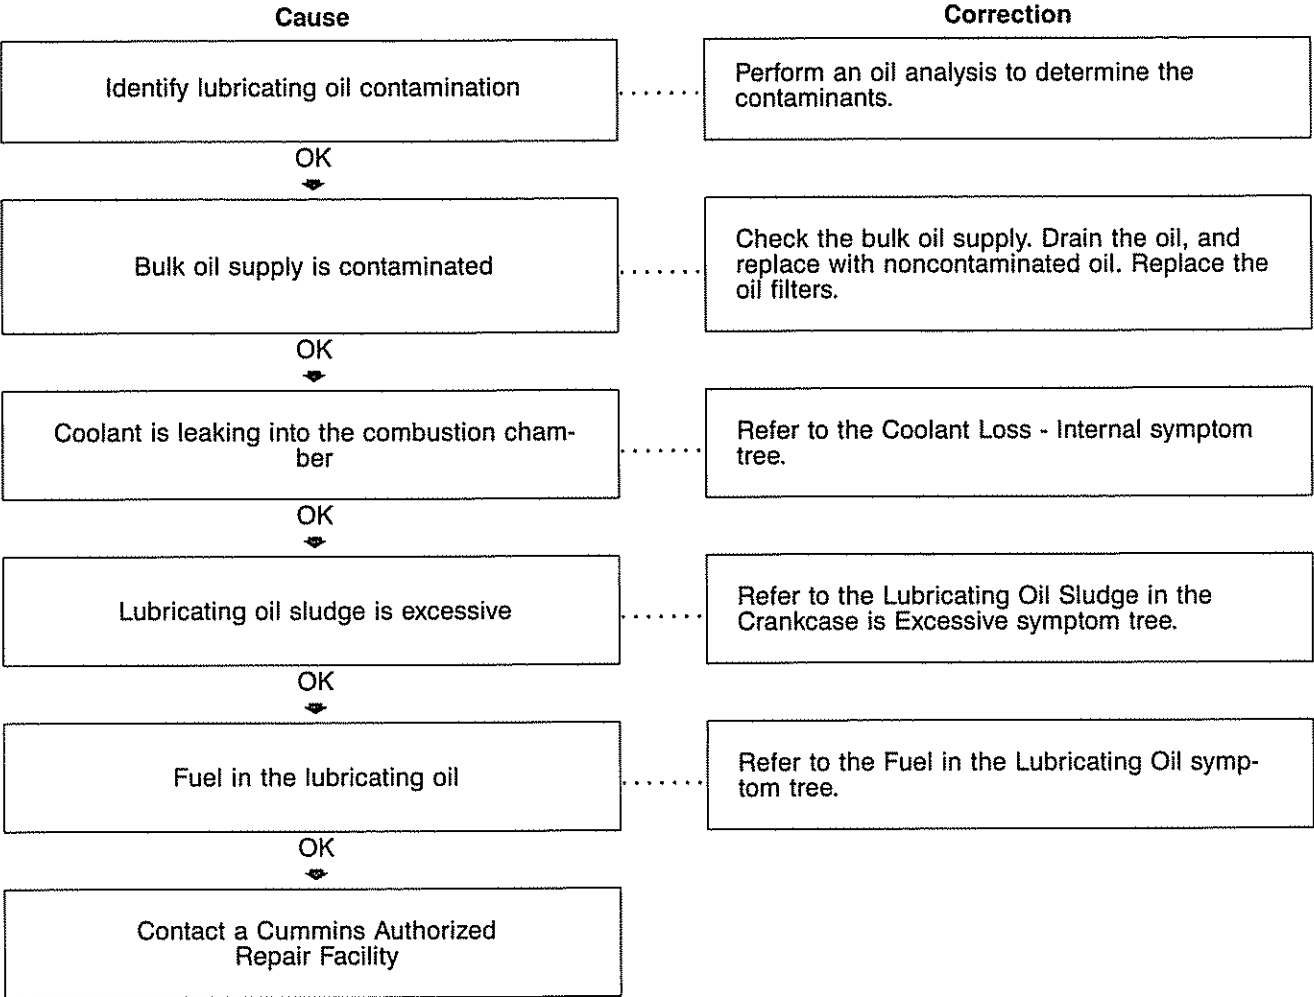 Cause
Correction
Identify lubricating oil contamination
Perform an oil analysis to determine the
contaminants.
OK
Bulk oil supply is contaminated
Check the bulk oil supply. Drain the oil, and
replace with noncontaminated oil. Replace the
oil filters.
OK
Coolant is leaking into the combustion cham-
ber
Refer to the Coolant Loss - Internal symptom
tree.
OK
Lubricating oil sludge is excessive
Refer to the Lubricating Oil Sludge in the
Crankcase is Excessive symptom tree.
OK
Fuel in the lubricating oil
Refer to the Fuel in the Lubricating Oil symp-
tom tree.
OK
Contact a Cummins Authorized
Repair Facility